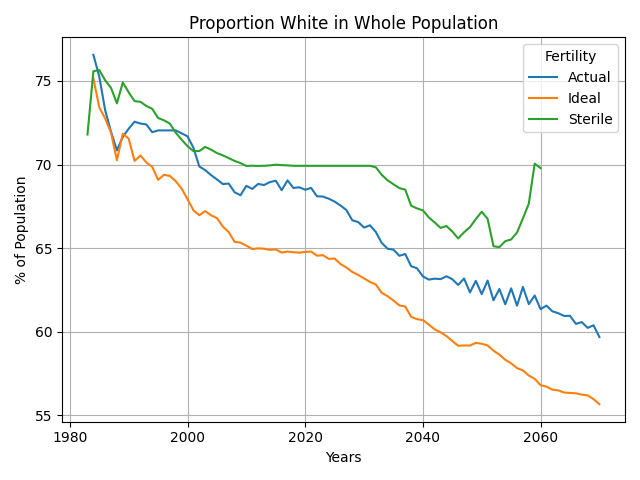 Proportion White in Whole Population
% of Population
75
70
65
60
55
1980
2000
2020
2040
2060
Years
Fertility
Actual
Ideal
Sterile